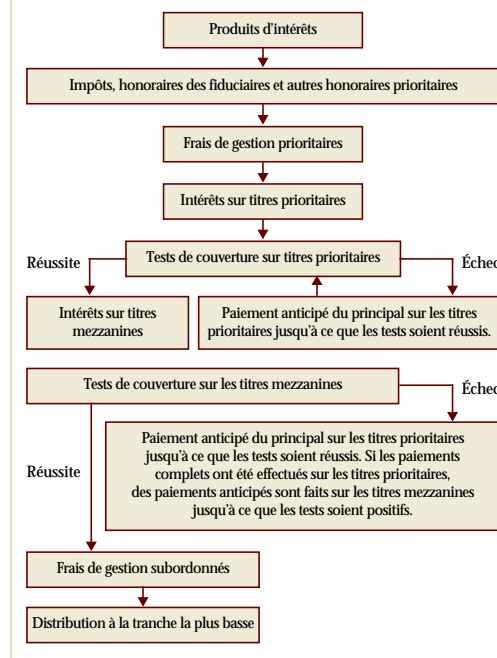 Produits d'intérêts
Impôts, honoraires des fiduciaires et autres honoraires prioritaires
Frais de gestion prioritaires
Intérêts sur titres prioritaires
Réussite
Tests de couverture sur titres prioritaires
Échec
Intérêts sur titres
mezzanines
Paiement anticipé du principal sur les titres
prioritaires jusqu'à ce que les tests soient réussis.
Tests de couverture sur les titres mezzanines
Échec
Réussite
Paiement anticipé du principal sur les titres prioritaires
jusqu'à ce que les tests soient réussis. Si les paiements
complets ont été effectués sur les titres prioritaires,
des paiements anticipés sont faits sur les titres mezzanines
jusqu'à ce que les tests soient positifs.
Frais de gestion subordonnés
Distribution à la tranche la plus basse